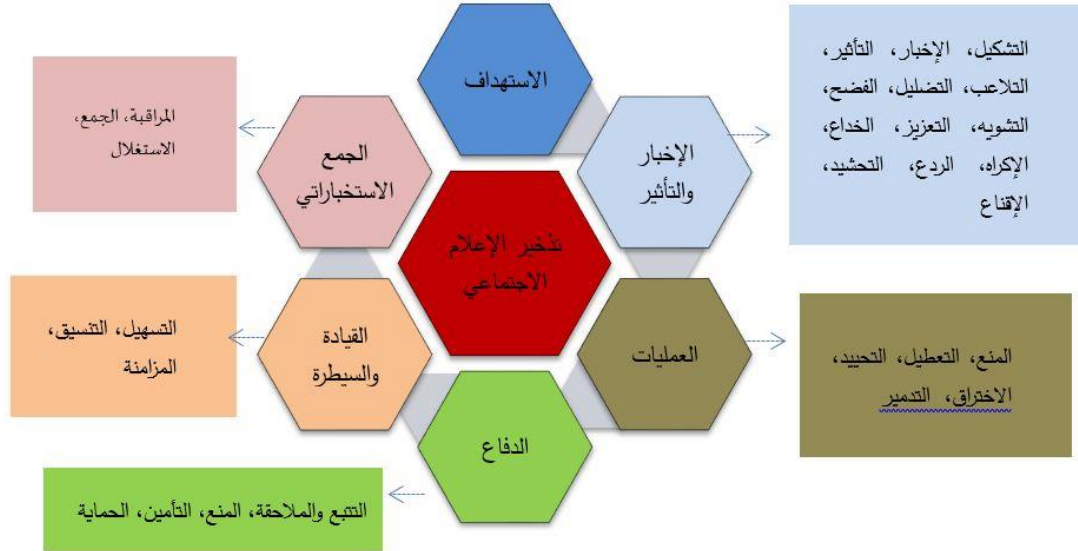 الاستهداف
التشكيل، الإخبار، التأثير،
التلاعب، التضليل، الفضح،
التشويه، التعزيز، الخداع،
الإكراه، الردع، التحشيد،
الإقناع
المراقبة، الجمع،
الاستغلال
الإخبار
والتأثير
الجمع
الاستخباراتي
تذخير الإعلام
الاجتماعي
التسهيل، التنسيق،
المزامنة
القيادة
والسيطرة
العمليات
المنع، التعطيل، التحييد،
الاختراق، التدمير
الدفاع
التتبع والملاحقة، المنع، التأمين، الحماية